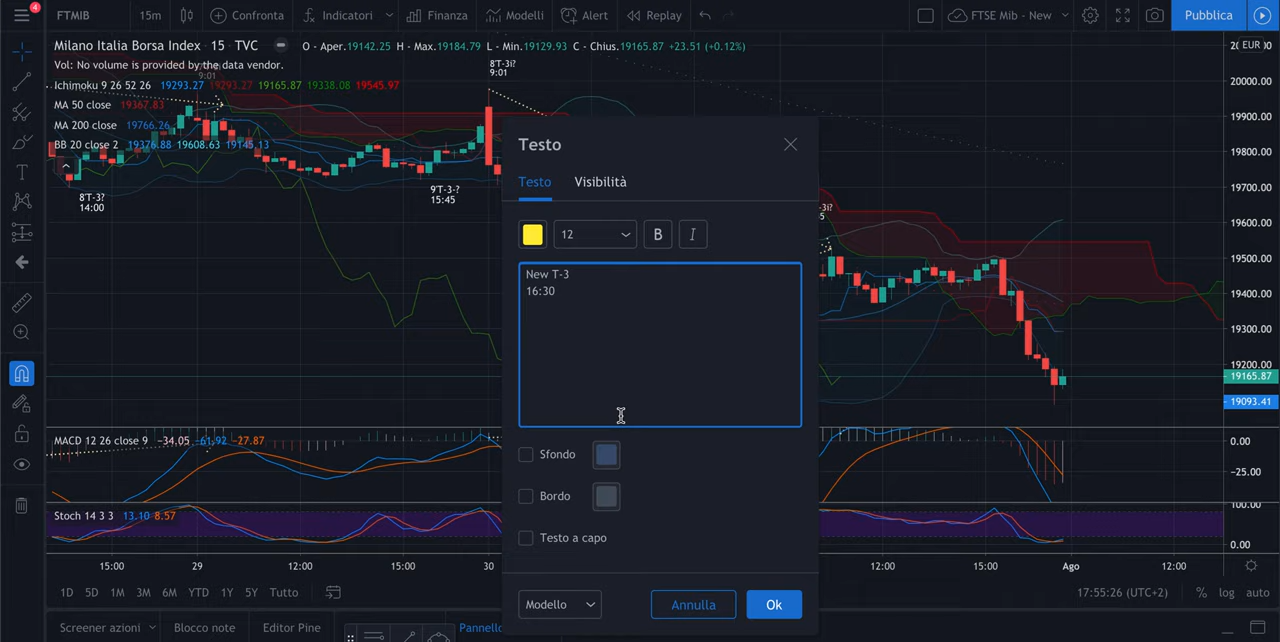 4
FTMIB
15m
Confronta
Indicatori
Finanza
Modelli
Alert
Replay
FTSE Mib - New
Pubblica
Milano Italia Borsa Index · 15 · TVC
O - Aper.19142.25 H - Max.19184.79 L - Min.19129.93 C - Chius.19165.87 +23.51 (+0.12%)
Vol: No volume is provided by the data vendor.
9:01
Ichimoku 9 26 52 26 19293.27 19293.27 19165.87 19338.08 19545.97
MA 50 close 19367.83
MA 200 close 19766.26
BB 20 close 2 19376.88 19608.63 19145.13
8'T-3i?
9:01
8'T-3?
14:00
9'T-3-?
15:45
-3i?
5
Testo
Testo
Visibilità
12
B
I
New T-3
16:30
Sfondo
Bordo
Testo a capo
Modello
Annulla
Ok
EUR
20000.00
19900.00
19800.00
19700.00
19600.00
19500.00
19400.00
19300.00
19200.00
19165.87
19093.41
MACD 12 26 close 9 −34.05 −61.92 −27.87
0.00
−25.00
Stoch 14 3 3 13.10 8.57
100.00
0.00
15:00
29
12:00
15:00
30
12:00
15:00
Ago
12:00
1D
5D
1M
3M
6M
YTD
1Y
5Y
Tutto
17:55:26 (UTC+2)
%
log
auto
Screener azioni
Blocco note
Editor Pine
Pannello